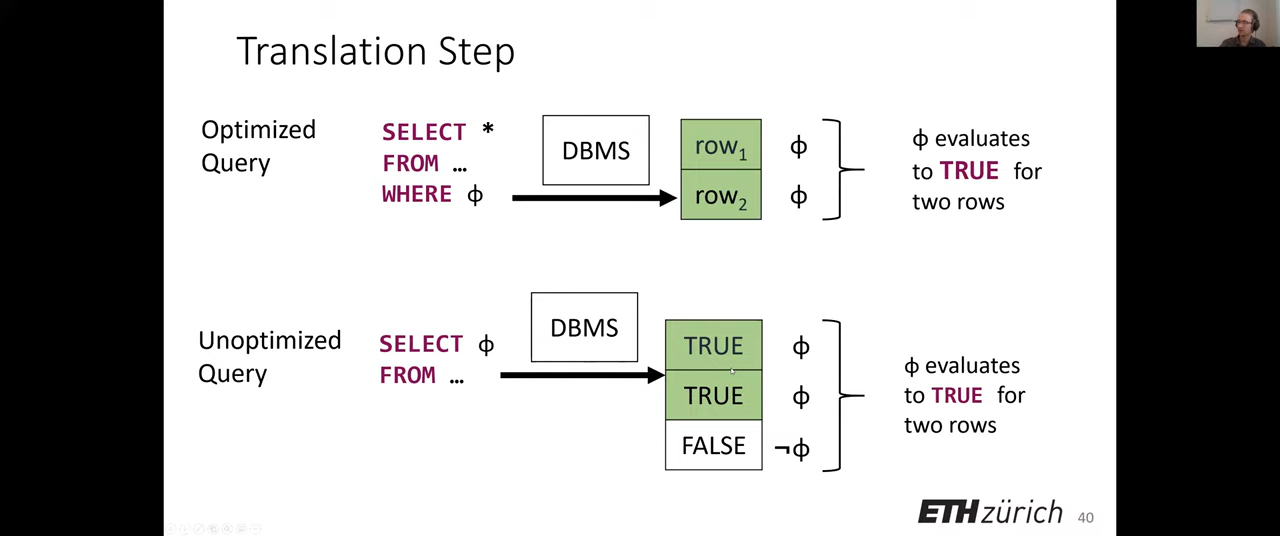 Translation Step
Optimized
Query
SELECT *
FROM …
WHERE ϕ
DBMS
row1
row2
ϕ
ϕ
ϕ evaluates
to TRUE for
two rows
Unoptimized
Query
SELECT ϕ
FROM …
DBMS
TRUE
TRUE
FALSE
ϕ
ϕ
¬ϕ
ϕ evaluates
to TRUE for
two rows
ETH zürich
40